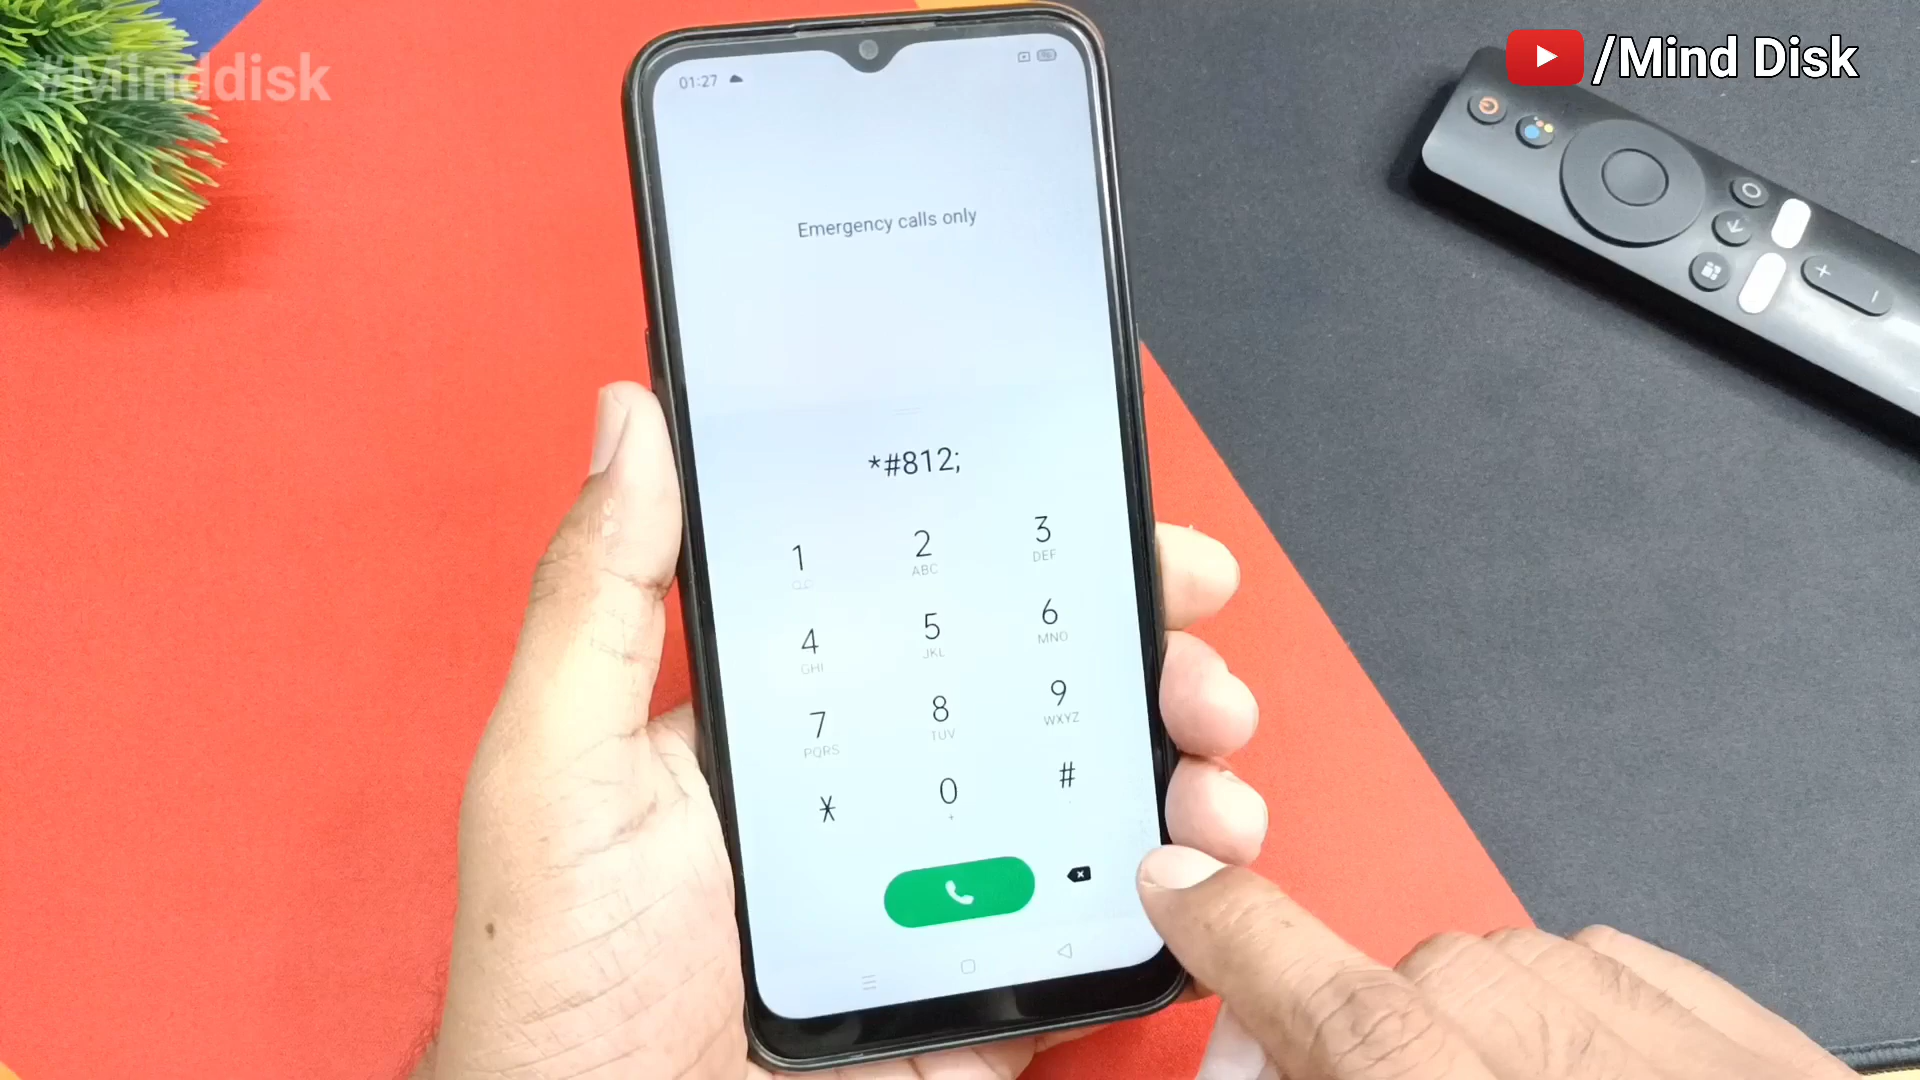 #Minddisk
/Mind Disk
01:27
Emergency calls only
*#812;
1
2 ABC
3 DEF
4 GHI
5 JKL
6 MNO
7 PQRS
8 TUV
9 WXYZ
*
0 +
#